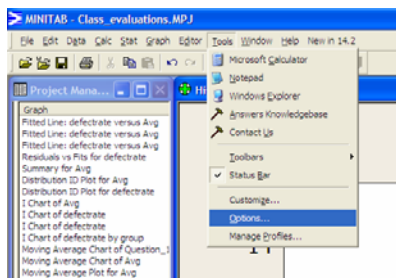 MINITAB - Class_evaluations.MPJ
File Edit Data Calc Stat Graph Editor Tools Window Help New in 14.2
Project Mana...
Hi
Graph
Fitted Line: defectrate versus Avg
Fitted Line: defectrate versus Avg
Fitted Line: defectrate versus Avg
Residuals vs Fits for defectrate
Summary for Avg
Distribution ID Plot for Avg
Distribution ID Plot for defectrate
I Chart of Avg
I Chart of defectrate
I Chart of defectrate
I Chart of defectrate by group
Moving Average Chart of Question_1
Moving Average Chart of Avg
Moving Average Plot for Avg
Microsoft Calculator
Notepad
Windows Explorer
Answers Knowledgebase
Contact Us
Toolbars
Status Bar
Customize...
Options...
Manage Profiles...